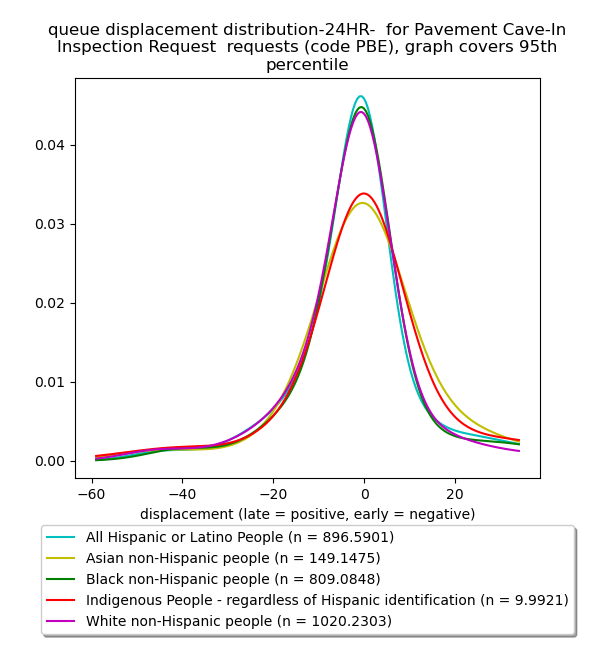 queue displacement distribution-24HR-  for Pavement Cave-In
Inspection Request  requests (code PBE), graph covers 95th
percentile
0.04
0.03
0.02
0.01
0.00
−60 −40 −20 0 20
displacement (late = positive, early = negative)
All Hispanic or Latino People (n = 896.5901)
Asian non-Hispanic people (n = 149.1475)
Black non-Hispanic people (n = 809.0848)
Indigenous People - regardless of Hispanic identification (n = 9.9921)
White non-Hispanic people (n = 1020.2303)